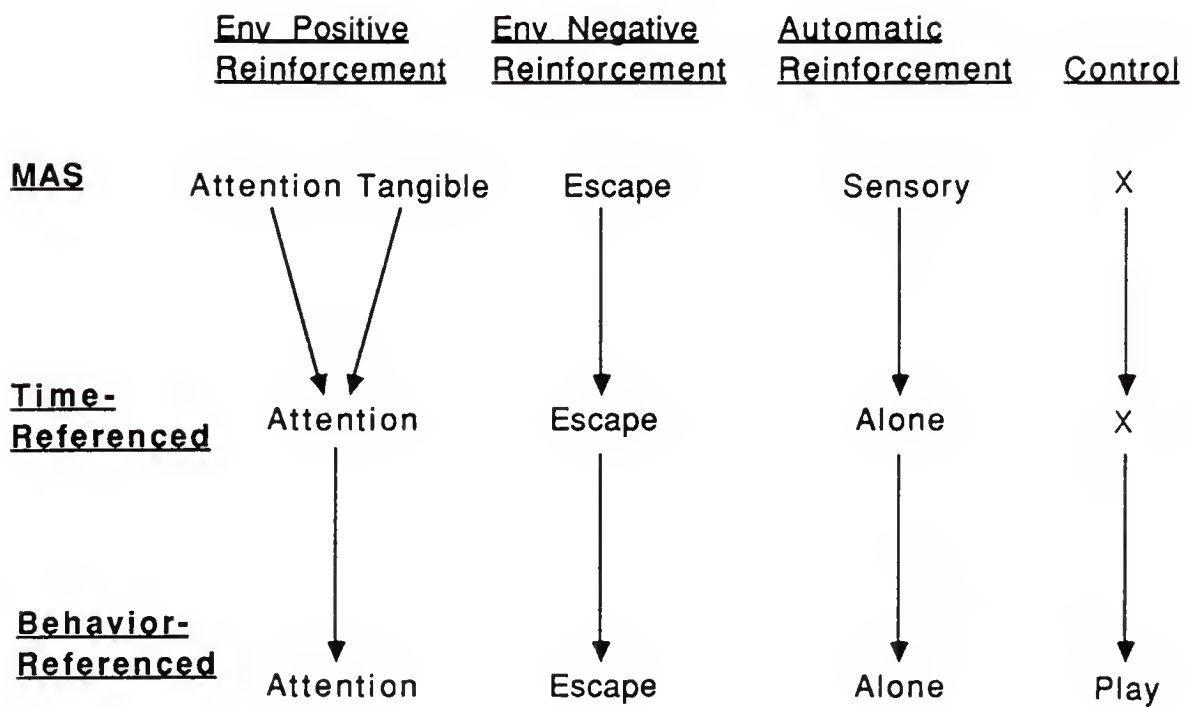 Env Positive Reinforcement
Env Negative Reinforcement
Automatic Reinforcement
Control
MAS
Attention Tangible
Escape
Sensory
X
Time-
Referenced
Attention
Escape
Alone
X
Behavior-
Referenced
Attention
Escape
Alone
Play